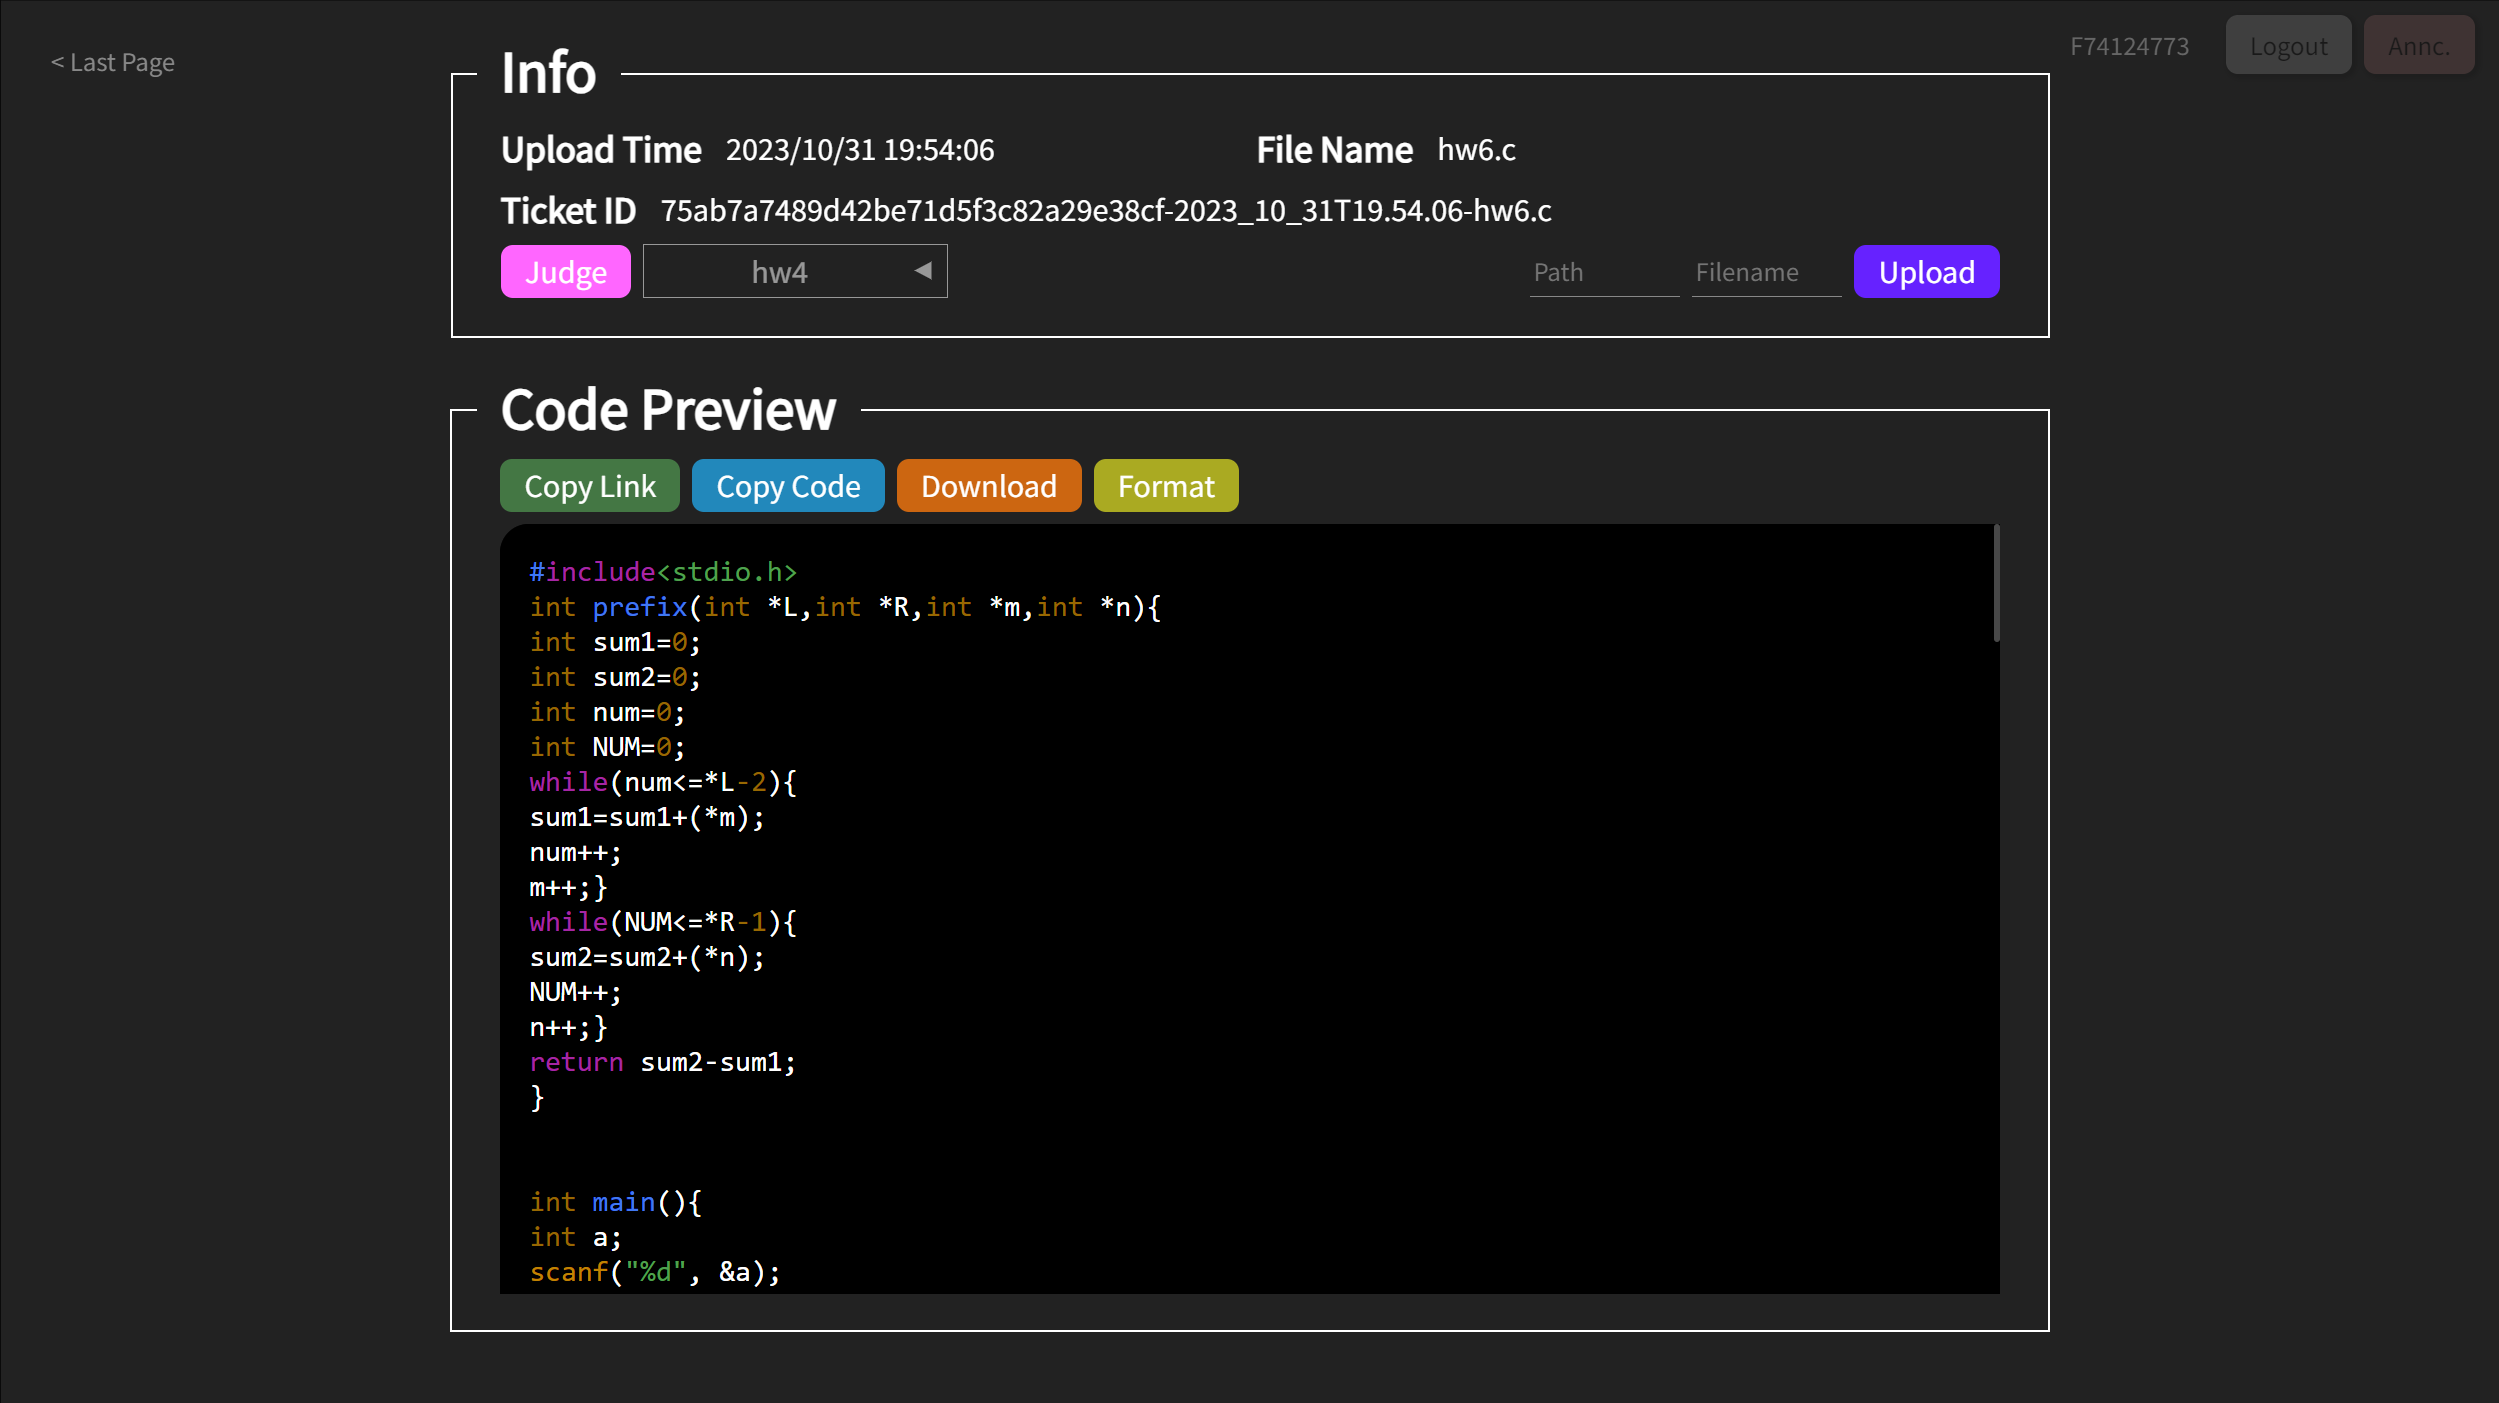 < Last Page
F74124773
Logout
Annc.
Info
Upload Time 2023/10/31 19:54:06
File Name hw6.c
Ticket ID 75ab7a7489d42be71d5f3c82a29e38cf-2023_10_31T19.54.06-hw6.c
Judge
hw4
Path
Filename
Upload
Code Preview
Copy Link
Copy Code
Download
Format
#include<stdio.h>
int prefix(int *L,int *R,int *m,int *n){
int sum1=0;
int sum2=0;
int num=0;
int NUM=0;
while(num<=*L-2){
sum1=sum1+(*m);
num++;
m++;}
while(NUM<=*R-1){
sum2=sum2+(*n);
NUM++;
n++;}
return sum2-sum1;
}
int main(){
int a;
scanf("%d", &a);